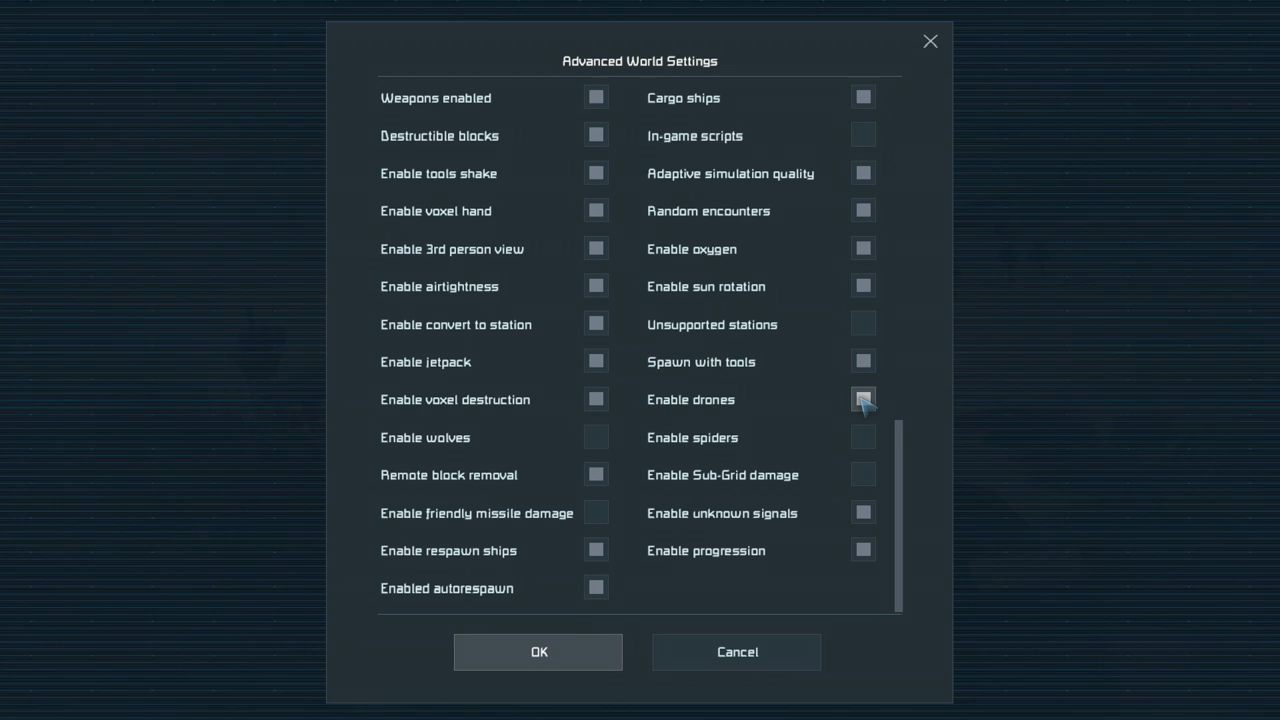 Advanced World Settings
Weapons enabled Cargo ships
Destructible blocks In-game scripts
Enable tools shake Adaptive simulation quality
Enable voxel hand Random encounters
Enable 3rd person view Enable oxygen
Enable airtightness Enable sun rotation
Enable convert to station Unsupported stations
Enable jetpack Spawn with tools
Enable voxel destruction Enable drones
Enable wolves Enable spiders
Remote block removal Enable Sub-Grid damage
Enable friendly missile damage Enable unknown signals
Enable respawn ships Enable progression
Enabled autorespawn
OK Cancel